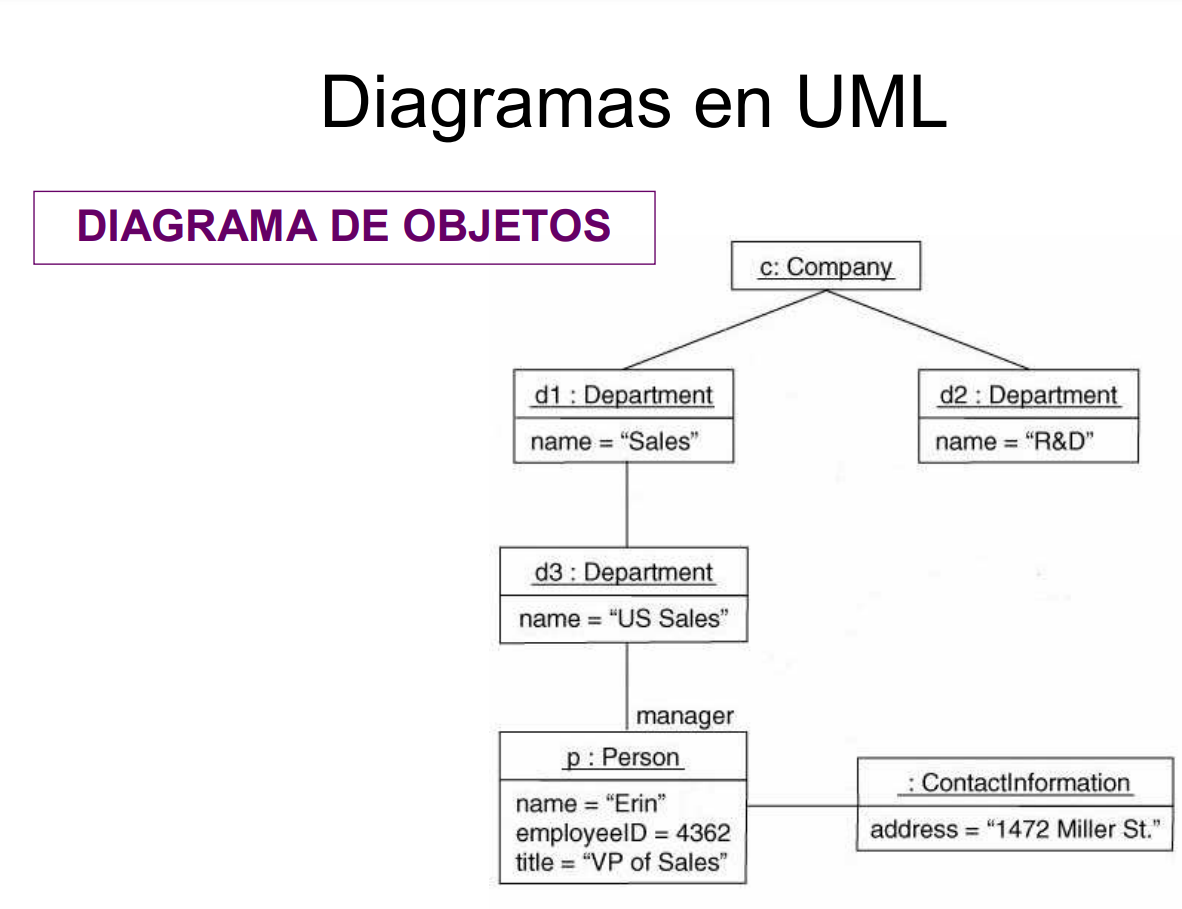 Diagramas en UML
DIAGRAMA DE OBJETOS
c: Company
d1 : Department
name = “Sales”
d2 : Department
name = “R&D”
d3 : Department
name = “US Sales”
manager
p : Person
name = “Erin”
employeeID = 4362
title = “VP of Sales”
: ContactInformation
address = “1472 Miller St.”